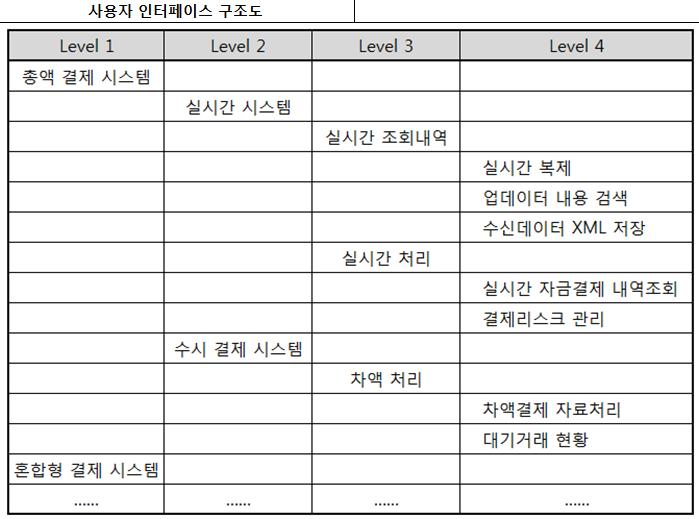 사용자 인터페이스 구조도
Level 1 Level 2 Level 3 Level 4
총액 결제 시스템
실시간 시스템
실시간 조회내역
실시간 복제
업데이터 내용 검색
수신데이터 XML 저장
실시간 처리
실시간 자금결제 내역조회
결제리스크 관리
수시 결제 시스템
차액 처리
차액결제 자료처리
대기거래 현황
혼합형 결제 시스템
...... ...... ...... ......